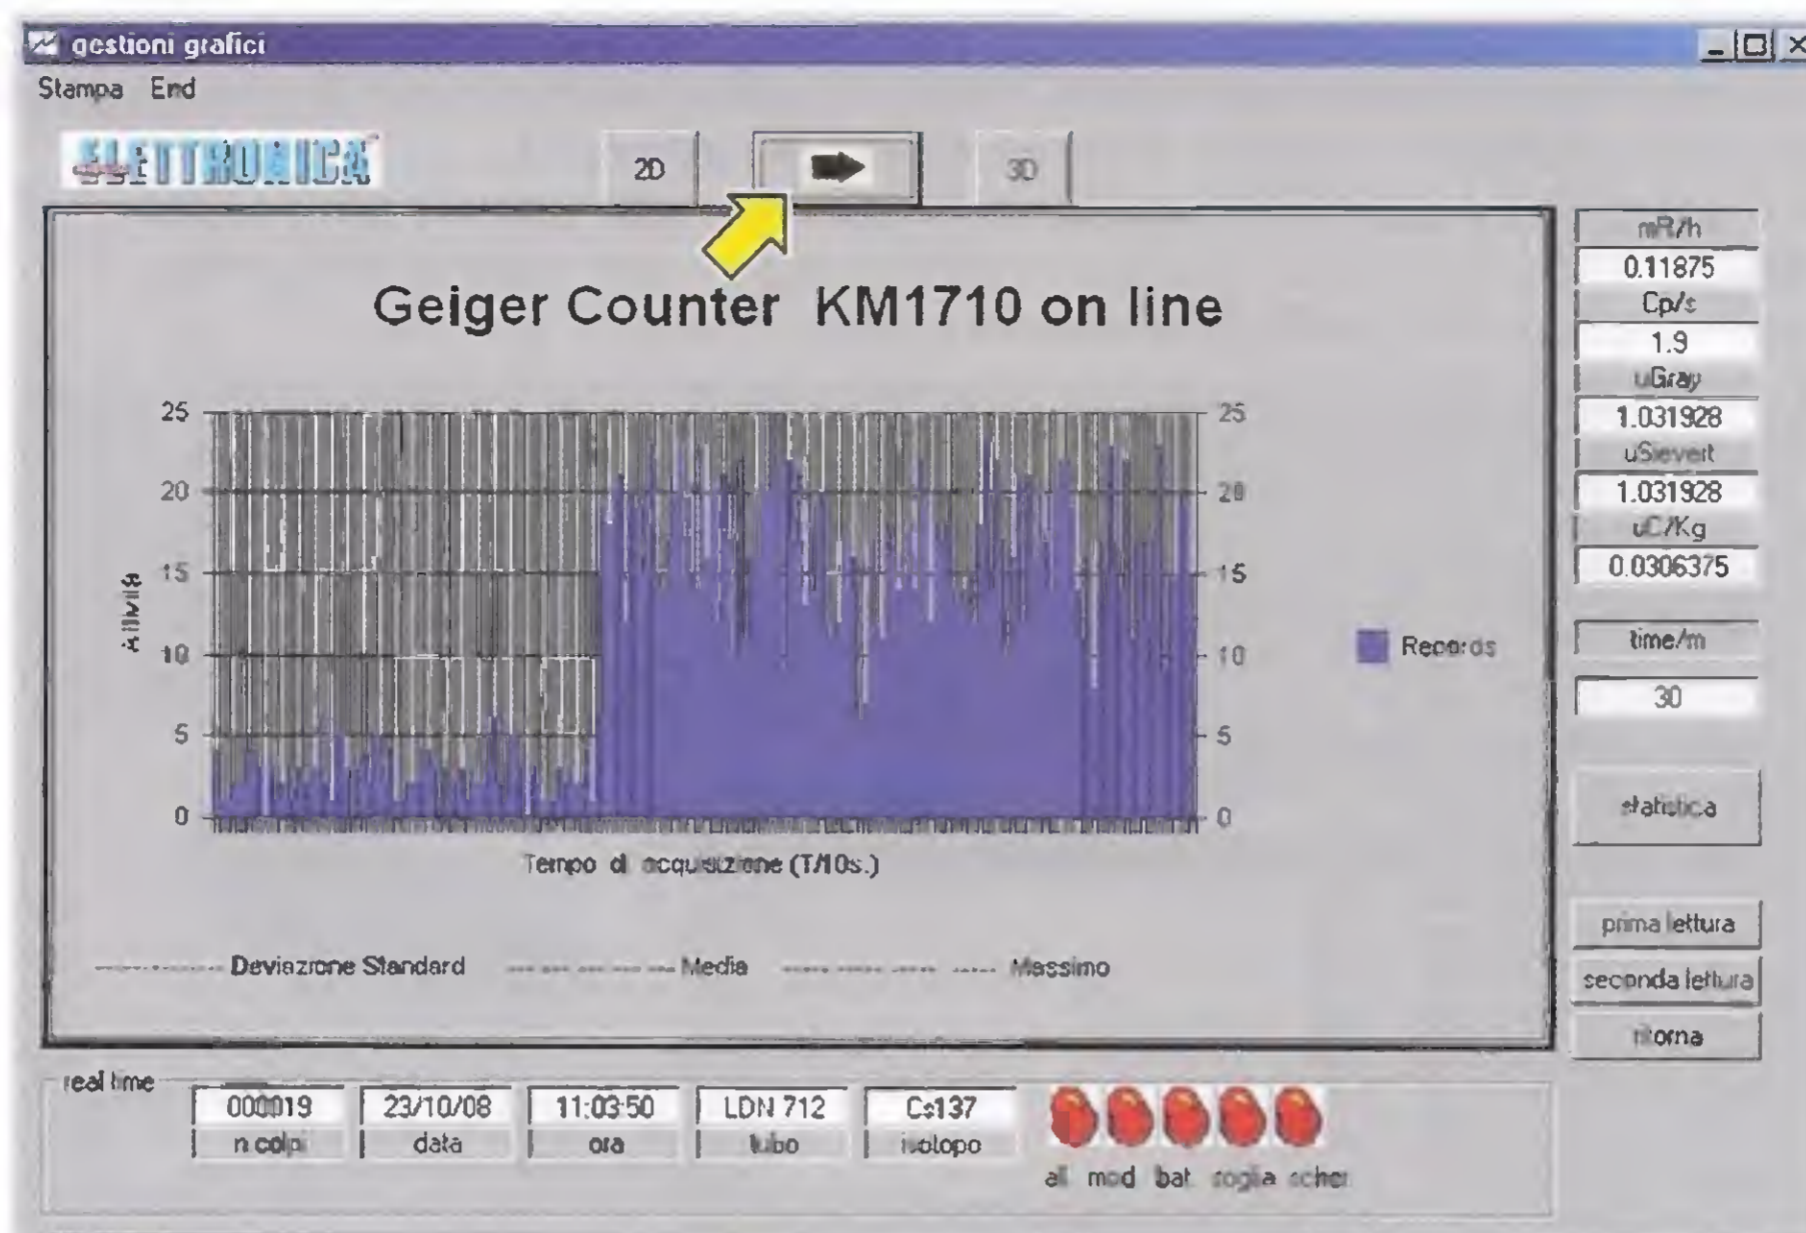 gestioni grafici
Stampa End
ELETTRONICA
2D
3D
Geiger Counter KM1710 on line
25
20
15
10
5
0
25
20
15
10
5
0
Attività
Tempo di acquisizione (T/10s.)
Records
Deviazione Standard Media Massimo
mR/h
0.11875
Cp/s
1.9
uGray
1.031928
uSievert
1.031928
uC/Kg
0.0306375
time/m
30
statistica
prima lettura
seconda lettura
ritorna
real time
000019 23/10/08 11:03:50 LDN 712 Cs137
n.colpi data ora tubo isotopo
all mod bat. soglia scher.